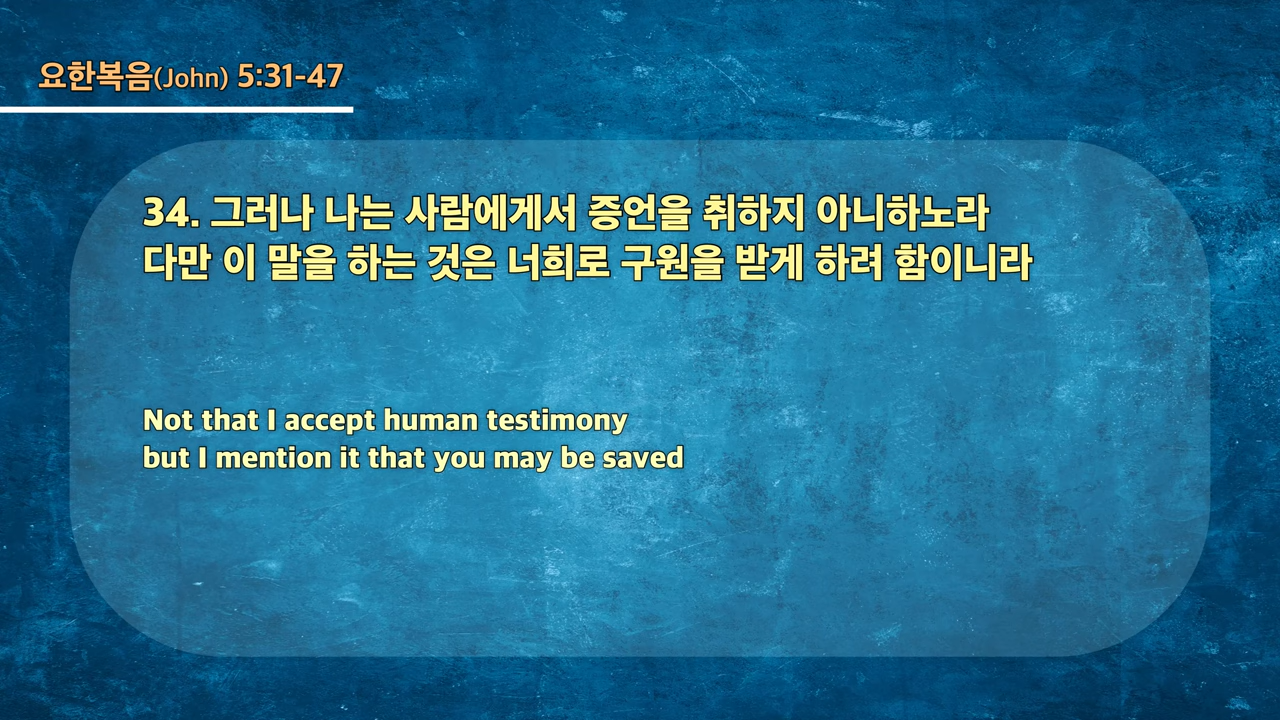 요한복음(John) 5:31-47
34. 그러나 나는 사람에게서 증언을 취하지 아니하노라
다만 이 말을 하는 것은 너희로 구원을 받게 하려 함이니라
Not that I accept human testimony
but I mention it that you may be saved